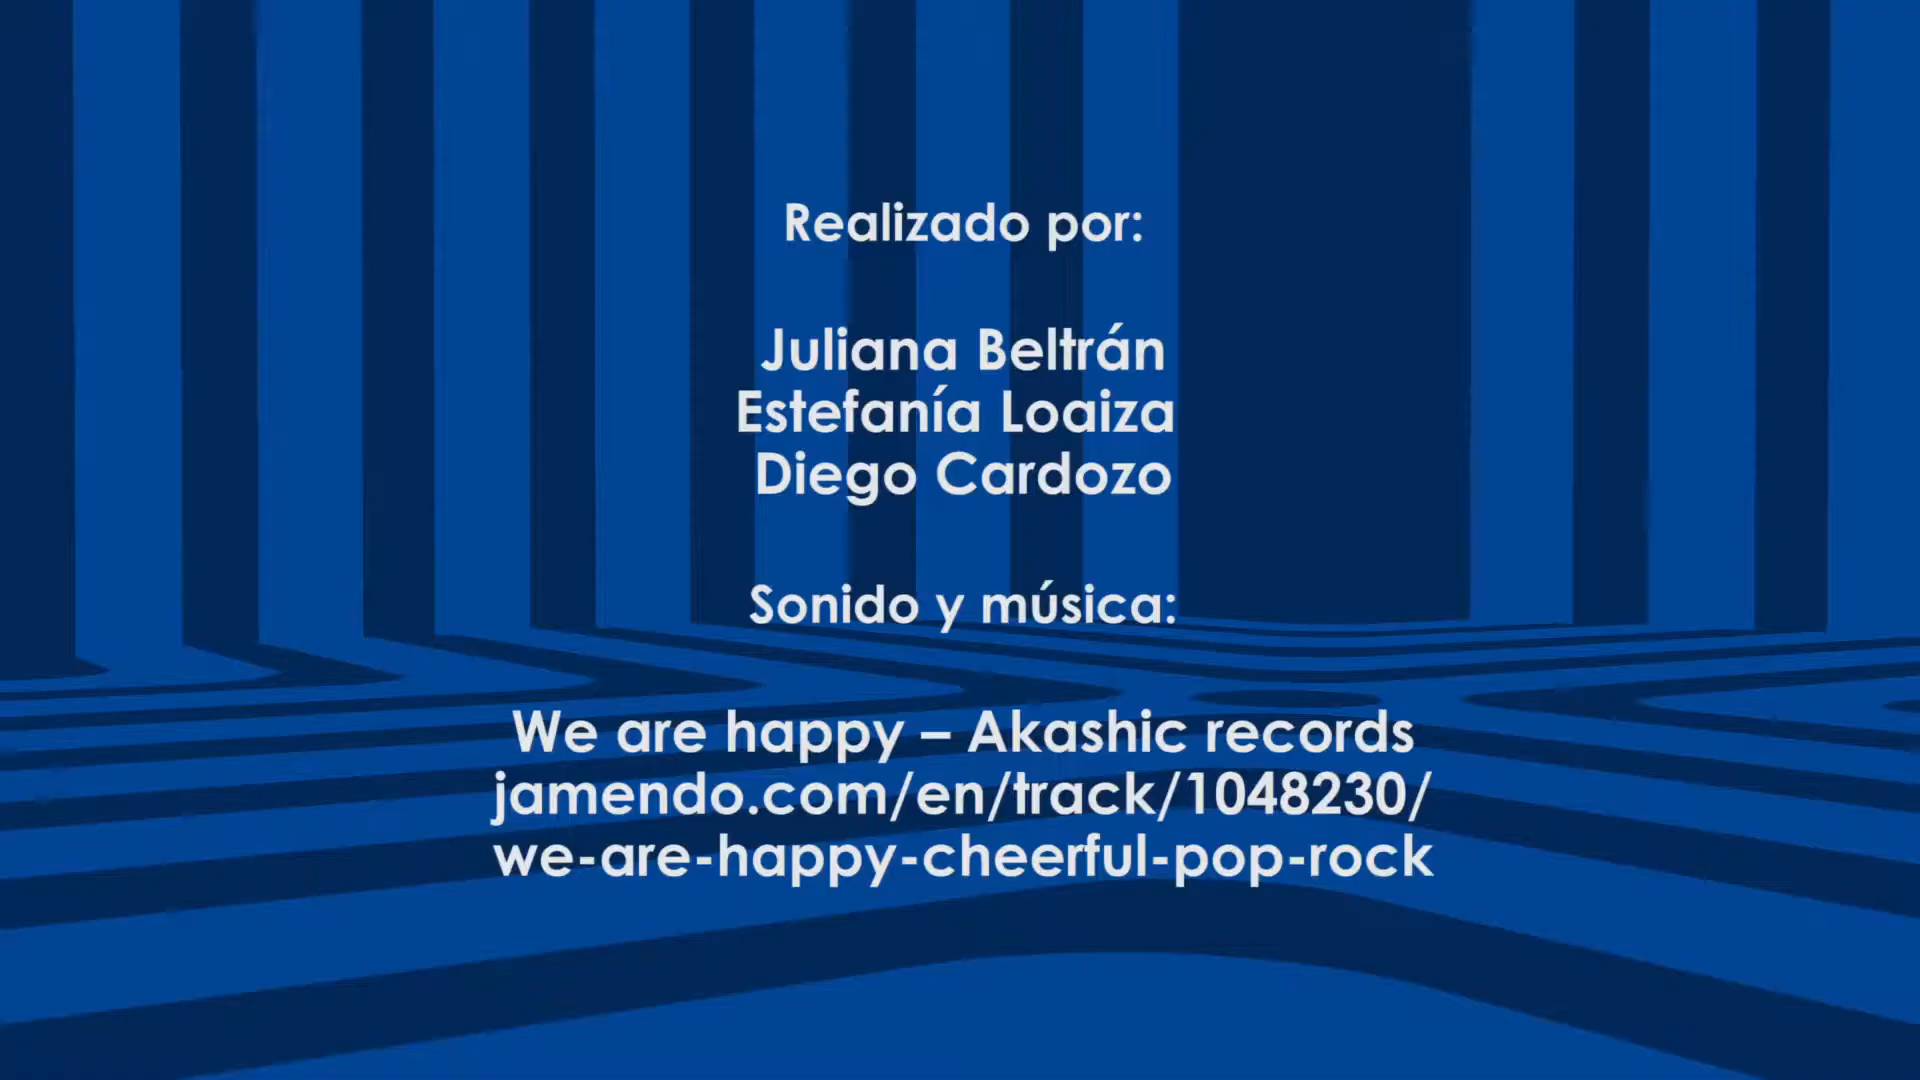 Realizado por:
Juliana Beltrán
Estefanía Loaiza
Diego Cardozo
Sonido y música:
We are happy – Akashic records
jamendo.com/en/track/1048230/
we-are-happy-cheerful-pop-rock